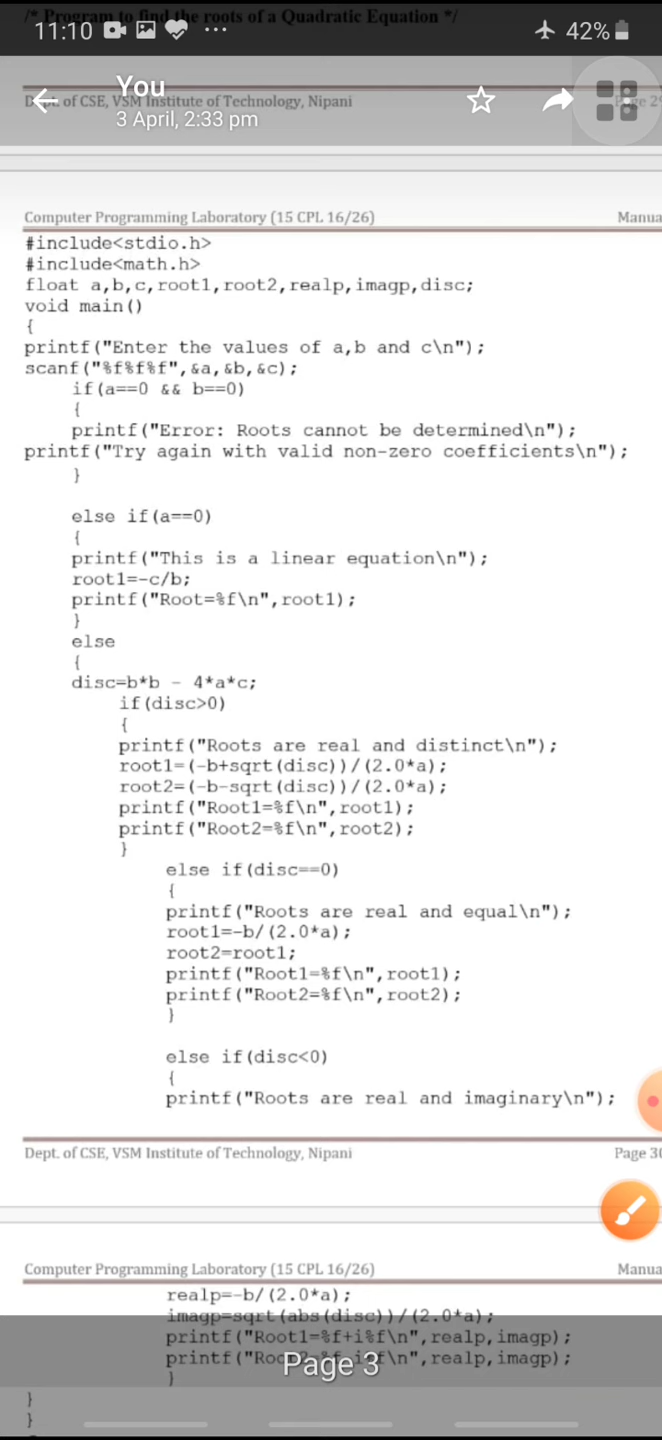 /* Program to find the roots of a Quadratic Equation */
11:10
42%
You
3 April, 2:33 pm
Dept. of CSE, VSM Institute of Technology, Nipani
Computer Programming Laboratory (15 CPL 16/26) Manua
#include<stdio.h>
#include<math.h>
float a,b,c,root1,root2,realp,imagp,disc;
void main()
{
printf("Enter the values of a,b and c\n");
scanf("%f%f%f",&a,&b,&c);
if(a==0 && b==0)
{
printf("Error: Roots cannot be determined\n");
printf("Try again with valid non-zero coefficients\n");
}
else if(a==0)
{
printf("This is a linear equation\n");
root1=-c/b;
printf("Root=%f\n",root1);
}
else
{
disc=b*b - 4*a*c;
if(disc>0)
{
printf("Roots are real and distinct\n");
root1=(-b+sqrt(disc))/(2.0*a);
root2=(-b-sqrt(disc))/(2.0*a);
printf("Root1=%f\n",root1);
printf("Root2=%f\n",root2);
}
else if(disc==0)
{
printf("Roots are real and equal\n");
root1=-b/(2.0*a);
root2=root1;
printf("Root1=%f\n",root1);
printf("Root2=%f\n",root2);
}
else if(disc<0)
{
printf("Roots are real and imaginary\n");
Dept. of CSE, VSM Institute of Technology, Nipani Page 30
Computer Programming Laboratory (15 CPL 16/26) Manua
realp=-b/(2.0*a);
imagp=sqrt(abs(disc))/(2.0*a);
printf("Root1=%f+i%f\n",realp,imagp);
printf("Roo f\n",realp,imagp);
Page 3
}
}
}